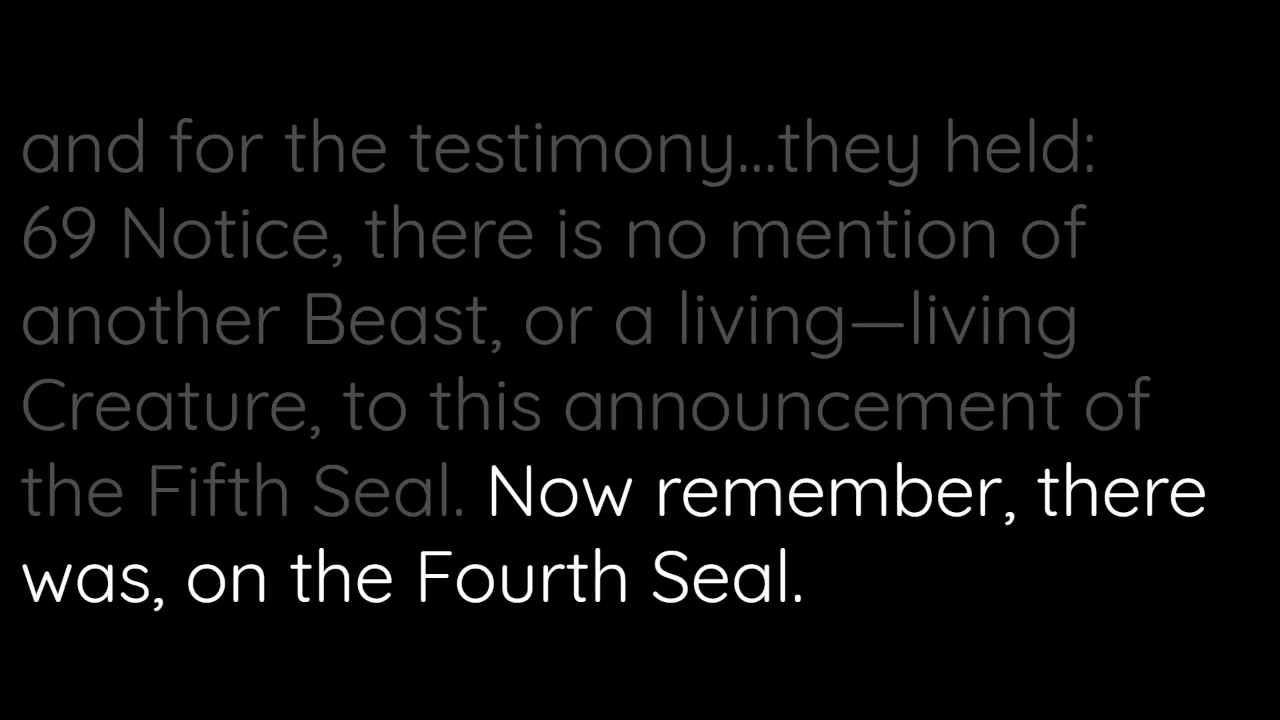 and for the testimony...they held:
69 Notice, there is no mention of
another Beast, or a living—living
Creature, to this announcement of
the Fifth Seal. Now remember, there
was, on the Fourth Seal.